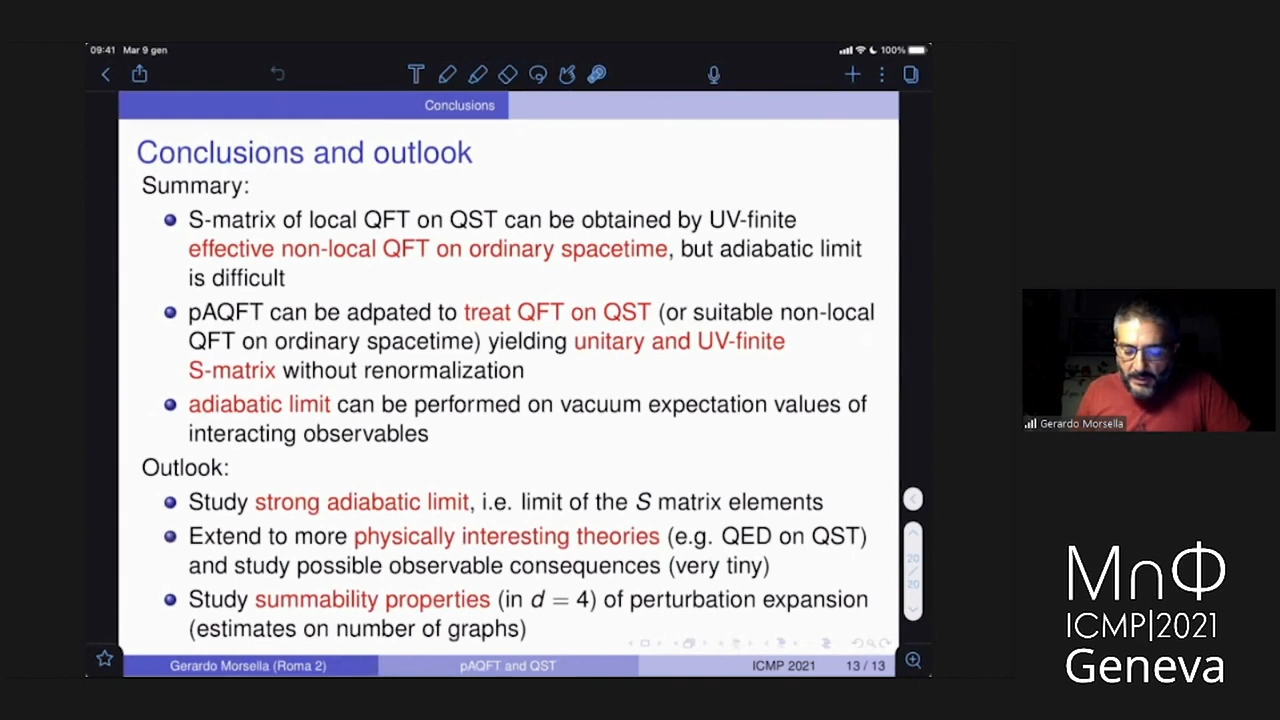 09:41 Mar 9 gen
100%
Conclusions
Conclusions and outlook
Summary:
S-matrix of local QFT on QST can be obtained by UV-finite
effective non-local QFT on ordinary spacetime, but adiabatic limit
is difficult
pAQFT can be adpated to treat QFT on QST (or suitable non-local
QFT on ordinary spacetime) yielding unitary and UV-finite
S-matrix without renormalization
adiabatic limit can be performed on vacuum expectation values of
interacting observables
Outlook:
Study strong adiabatic limit, i.e. limit of the S matrix elements
Extend to more physically interesting theories (e.g. QED on QST)
and study possible observable consequences (very tiny)
Study summability properties (in d = 4) of perturbation expansion
(estimates on number of graphs)
Gerardo Morsella (Roma 2)
pAQFT and QST
ICMP 2021
13 / 13
20
/
20
Gerardo Morsella
MηΦ
ICMP|2021
Geneva